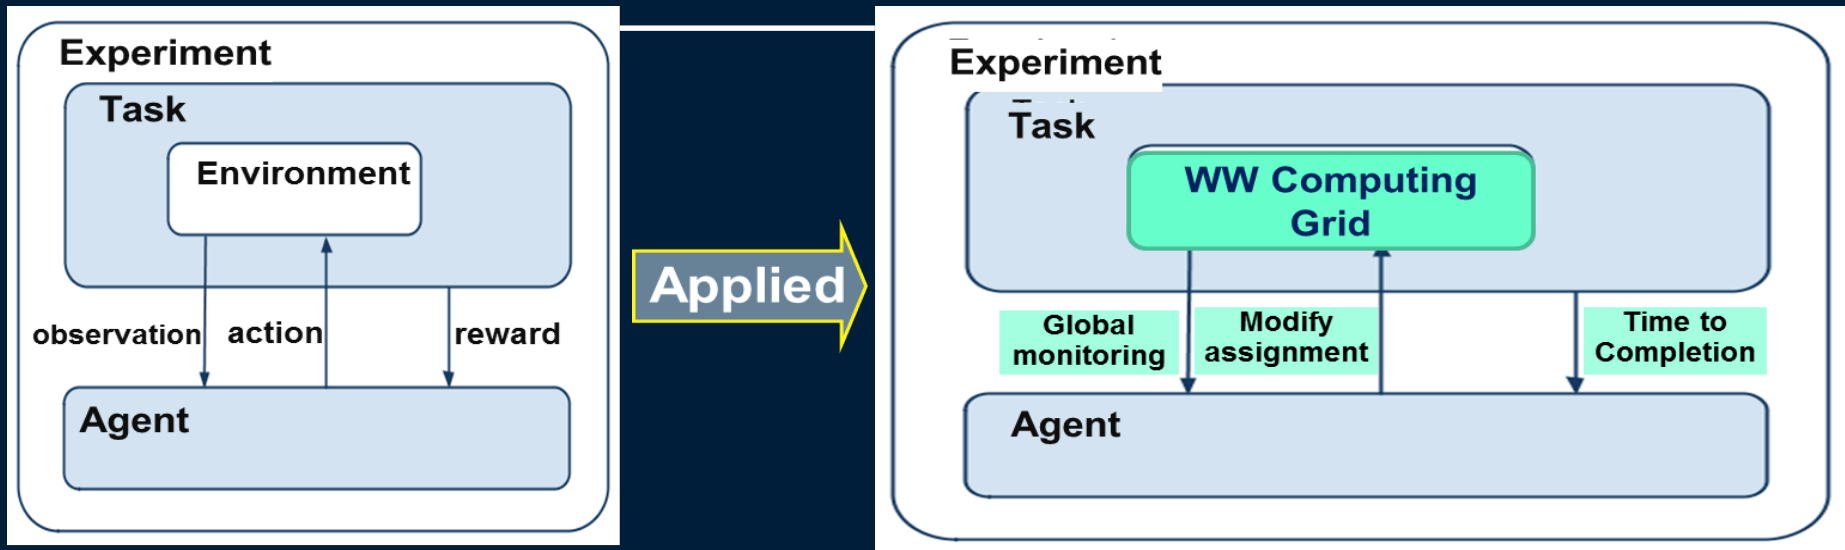 Experiment
Task
Environment
observation
action
reward
Agent
Applied
Experiment
Task
WW Computing
Grid
Global
monitoring
Modify
assignment
Time to
Completion
Agent